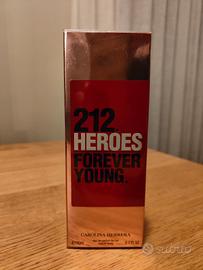 212.
HEROES
FOREVER
YOUNG.
CAROLINA HERRERA
subito